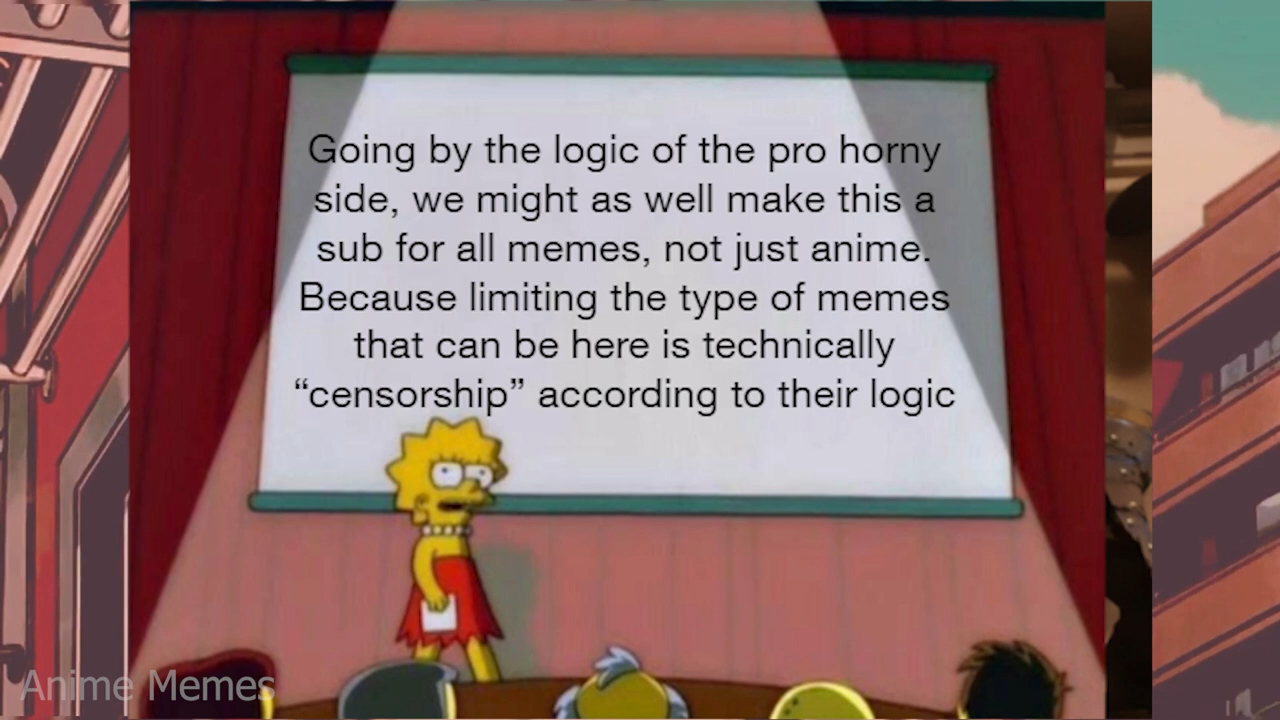 Going by the logic of the pro horny
side, we might as well make this a
sub for all memes, not just anime.
Because limiting the type of memes
that can be here is technically
“censorship” according to their logic
Anime Memes